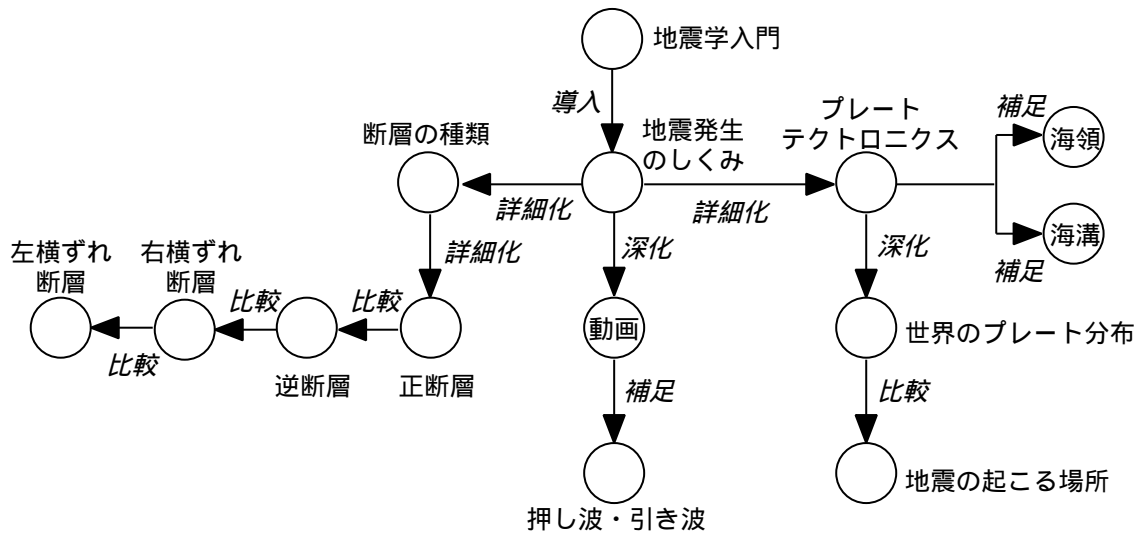 地震学入門
導入
地震発生
のしくみ
プレート
テクトロニクス
補足
海領
断層の種類
詳細化
詳細化
海溝
補足
詳細化
深化
深化
左横ずれ
断層
右横ずれ
断層
比較
比較
比較
動画
世界のプレート分布
逆断層
正断層
補足
比較
押し波・引き波
地震の起こる場所